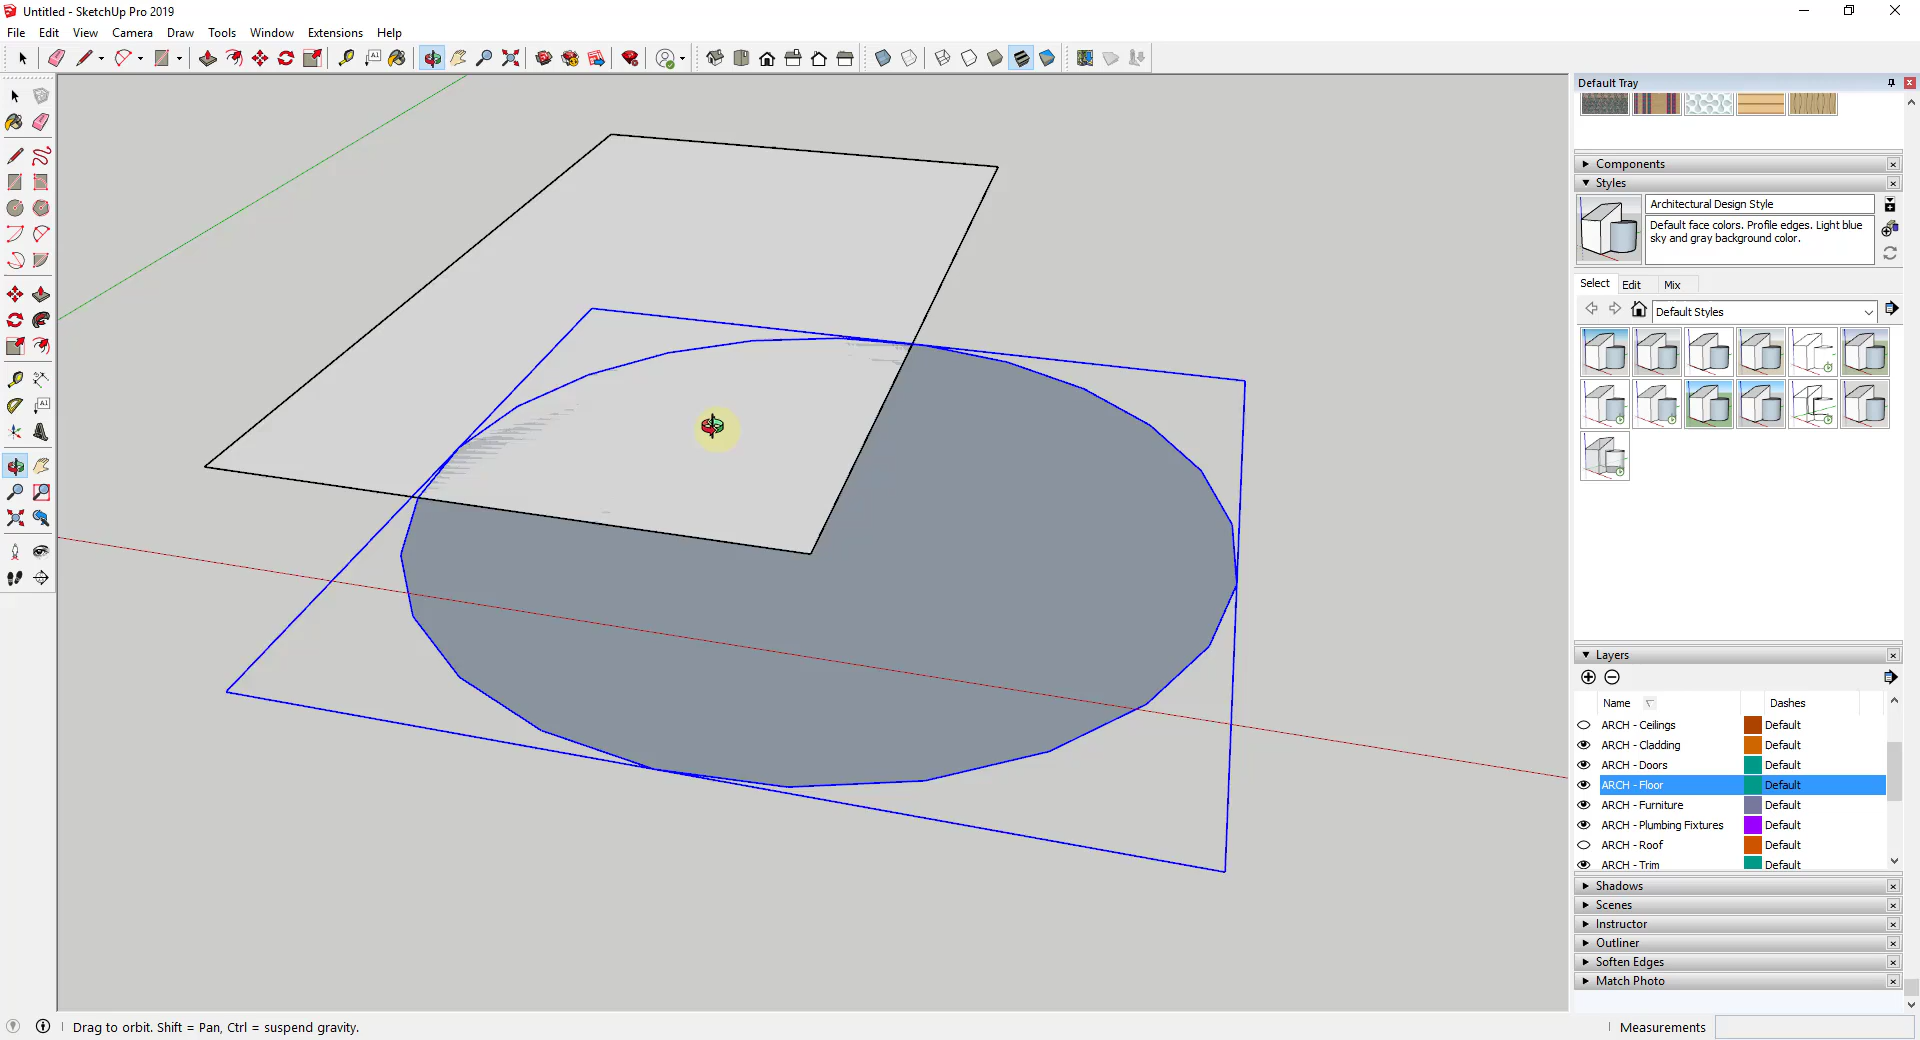 Untitled - SketchUp Pro 2019
File Edit View Camera Draw Tools Window Extensions Help
A1
Default Tray
Components
Styles
Architectural Design Style
Default face colors. Profile edges. Light blue
sky and gray background color.
Select Edit Mix
Default Styles
A1
Layers
Name Dashes
ARCH - Ceilings Default
ARCH - Cladding Default
ARCH - Doors Default
ARCH - Floor Default
ARCH - Furniture Default
ARCH - Plumbing Fixtures Default
ARCH - Roof Default
ARCH - Trim Default
Shadows
Scenes
Instructor
Outliner
Soften Edges
Match Photo
Drag to orbit. Shift = Pan, Ctrl = suspend gravity.
Measurements